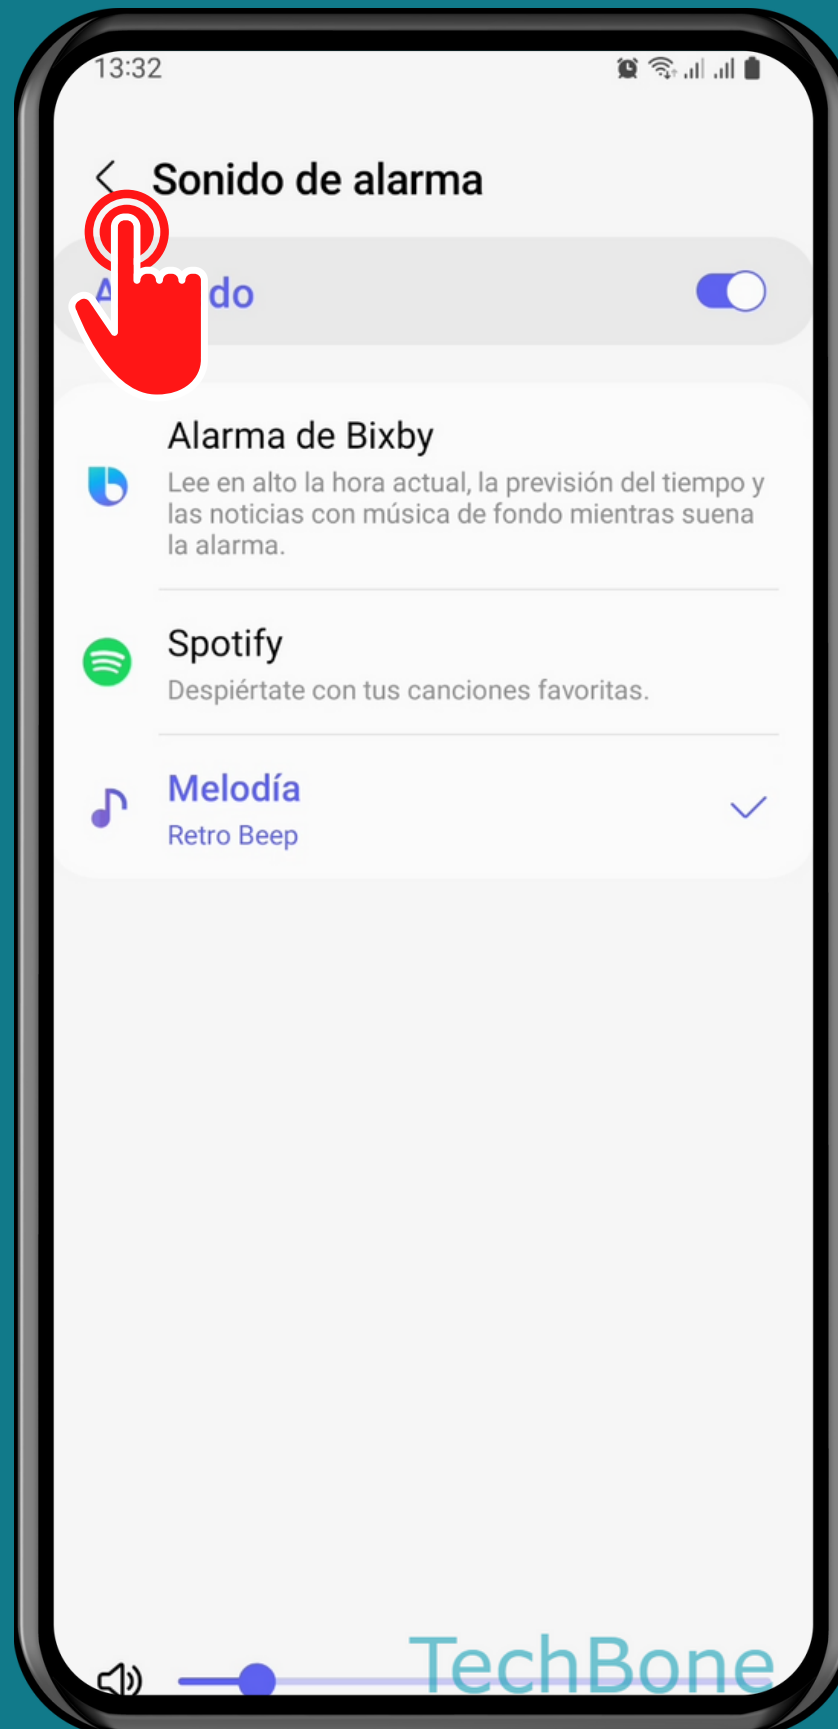 13:32
Sonido de alarma
do
Alarma de Bixby
Lee en alto la hora actual, la previsión del tiempo y
las noticias con música de fondo mientras suena
la alarma.
Spotify
Despiértate con tus canciones favoritas.
Melodía
Retro Beep
TechBone